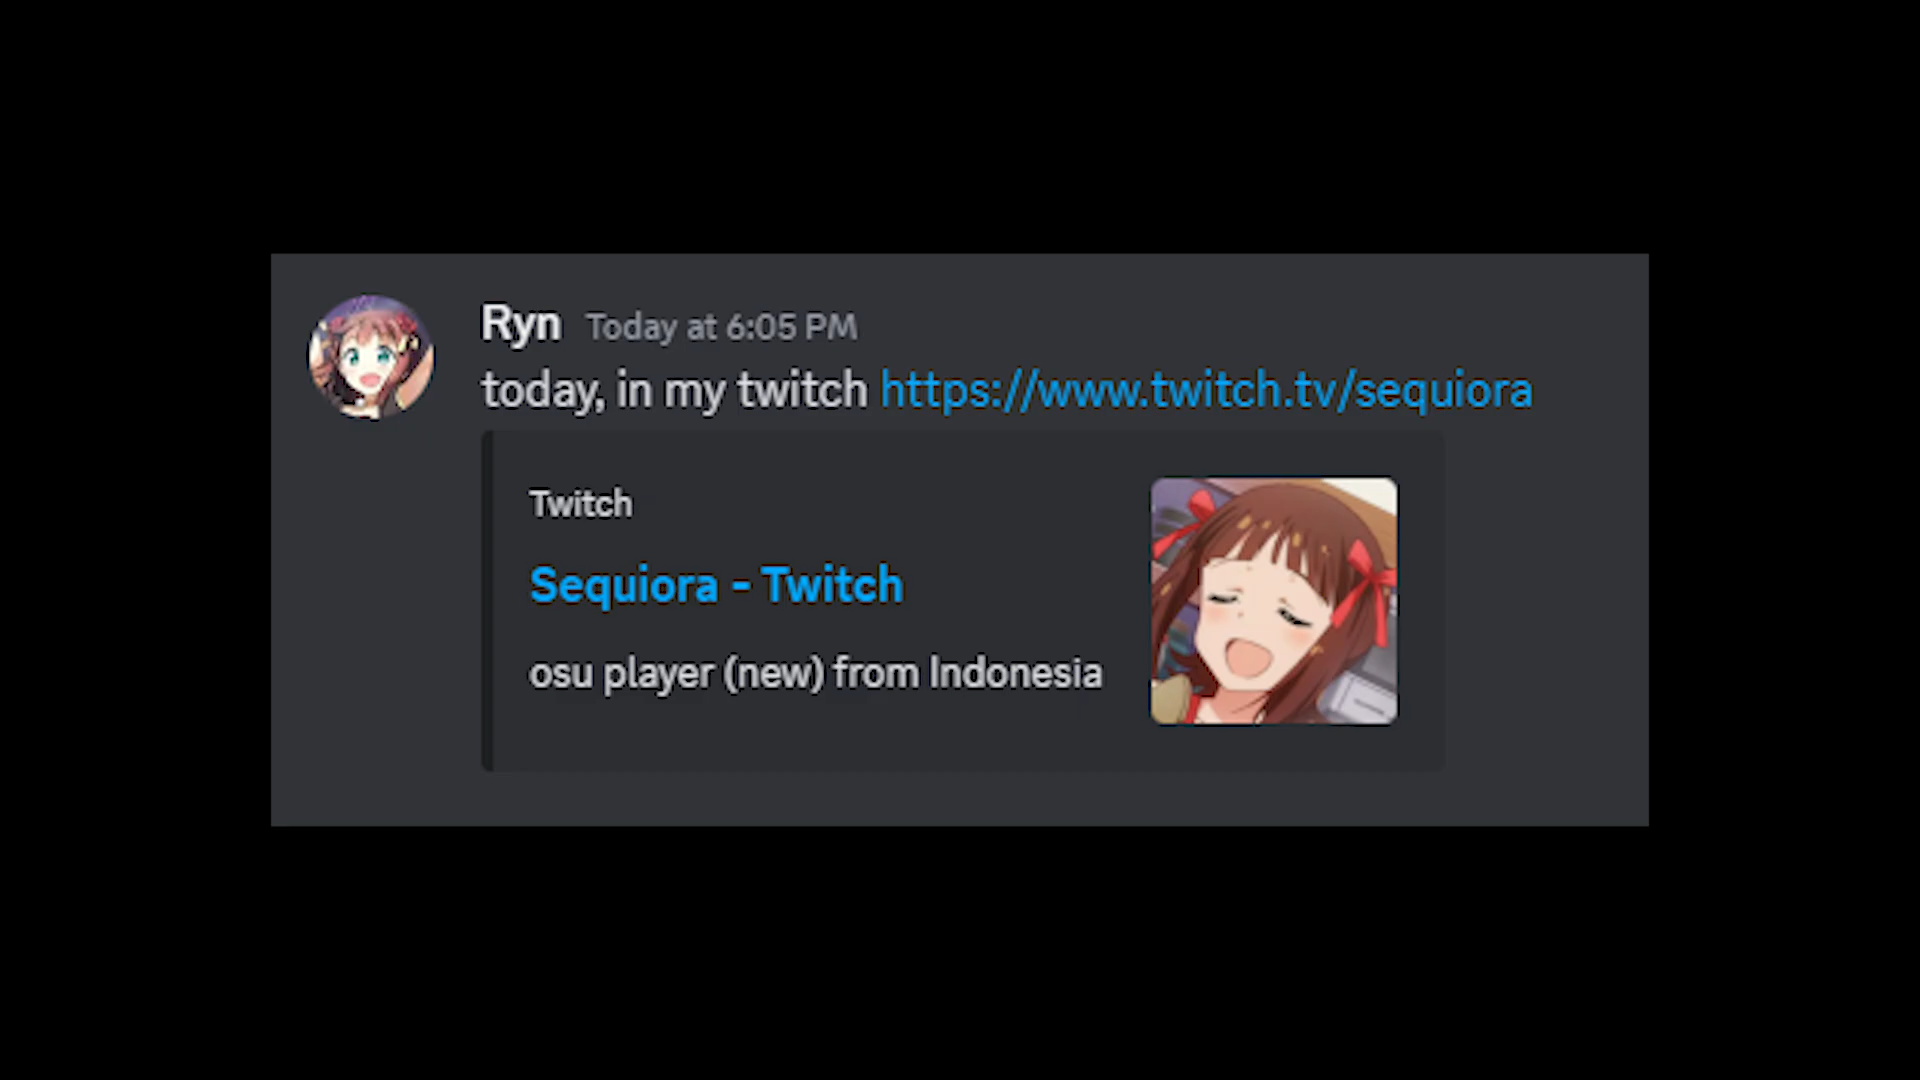 Ryn Today at 6:05 PM
today, in my twitch https://www.twitch.tv/sequiora
Twitch
Sequiora - Twitch
osu player (new) from Indonesia